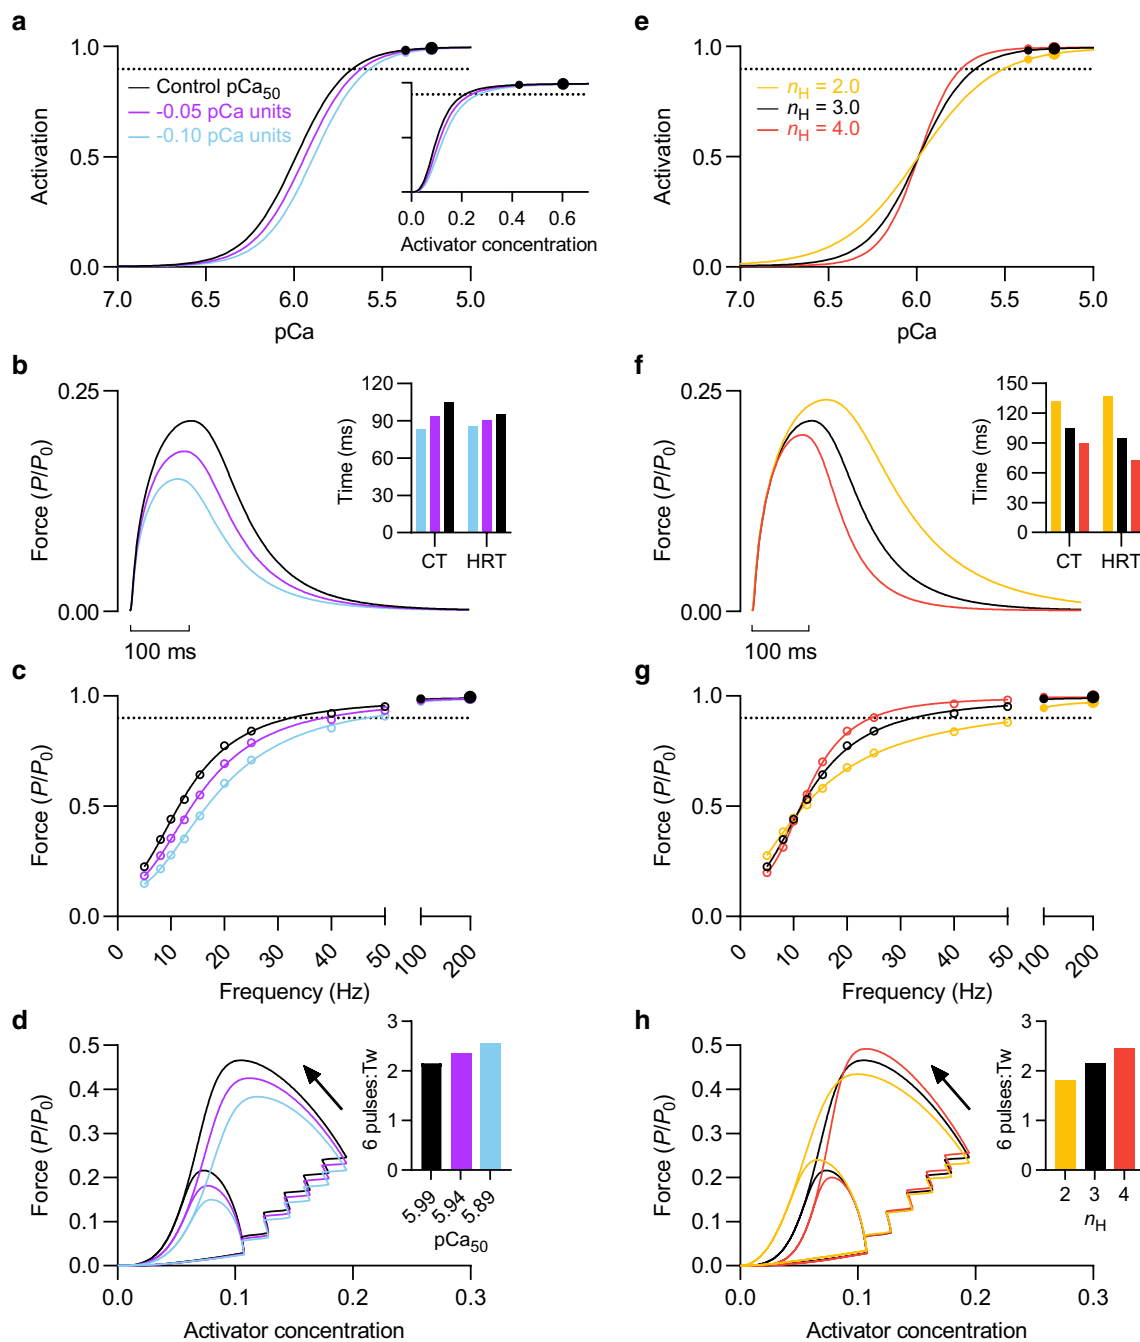 a
1.0
0.5
0.0
Activation
Control pCa50
-0.05 pCa units
-0.10 pCa units
7.0 6.5 6.0 5.5 5.0
pCa
0.0 0.2 0.4 0.6
Activator concentration
e
1.0
0.5
0.0
Activation
nH = 2.0
nH = 3.0
nH = 4.0
7.0 6.5 6.0 5.5 5.0
pCa
b
0.25
0.00
Force (P/P0)
100 ms
120
90
60
30
0
Time (ms)
CT HRT
f
0.25
0.00
Force (P/P0)
100 ms
150
120
90
60
30
0
Time (ms)
CT HRT
c
1.0
0.5
0.0
Force (P/P0)
0 10 20 30 40 50 100 200
Frequency (Hz)
g
1.0
0.5
0.0
Force (P/P0)
0 10 20 30 40 50 100 200
Frequency (Hz)
d
0.5
0.4
0.3
0.2
0.1
0.0
Force (P/P0)
0.0 0.1 0.2 0.3
Activator concentration
3
2
1
0
6 pulses:Tw
5.99 5.94 5.89
pCa50
h
0.5
0.4
0.3
0.2
0.1
0.0
Force (P/P0)
0.0 0.1 0.2 0.3
Activator concentration
3
2
1
0
6 pulses:Tw
2 3 4
nH